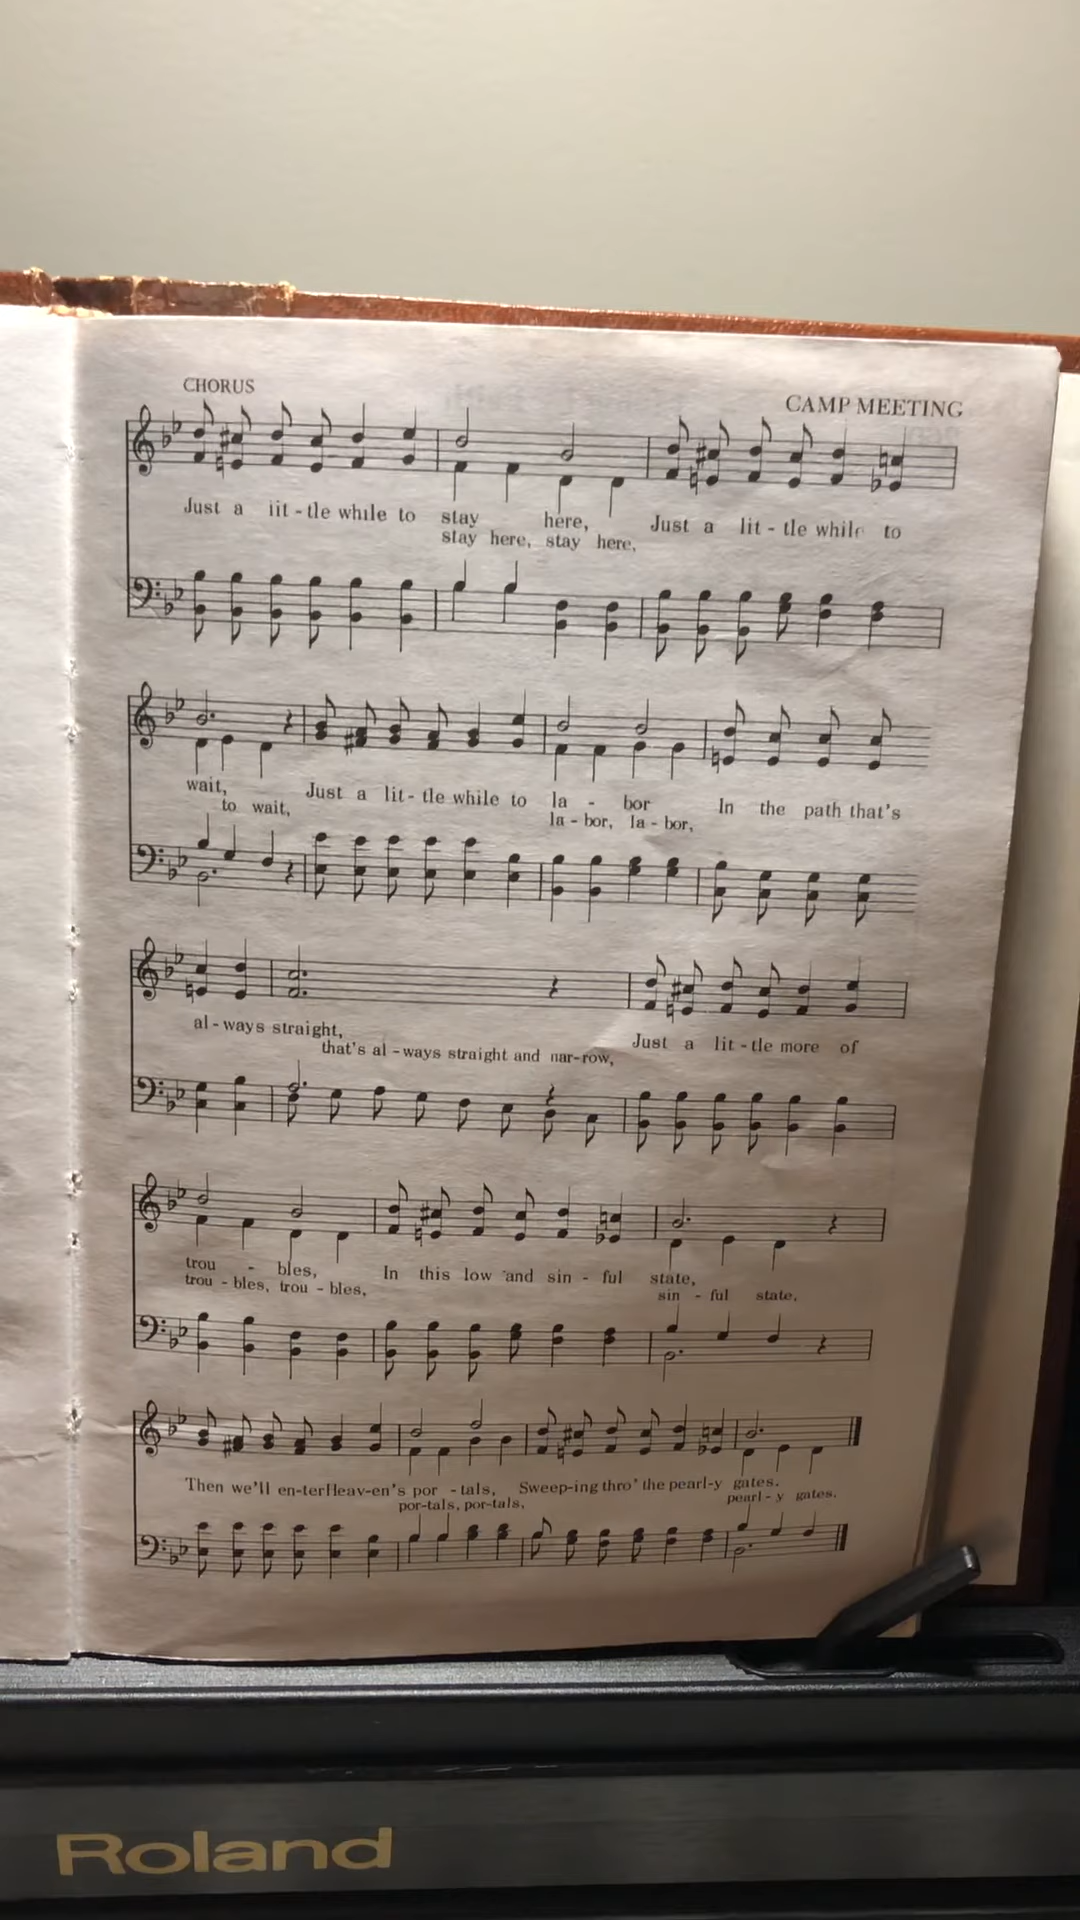 CHORUS
CAMP MEETING
Just a iit - tle while to stay here, Just a lit - tle while to
stay here, stay here,
wait, Just a lit - tle while to la - bor In the path that's
to wait, la - bor, la - bor,
al - ways straight, Just a lit - tle more of
that's al - ways straight and nar - row,
trou - bles, In this low and sin - ful state,
trou - bles, trou - bles, sin - ful state,
Then we'll en-terHeav-en's por - tals, Sweep-ing thro' the pearl-y gates.
por-tals, por-tals, pearl - y gates.
Roland